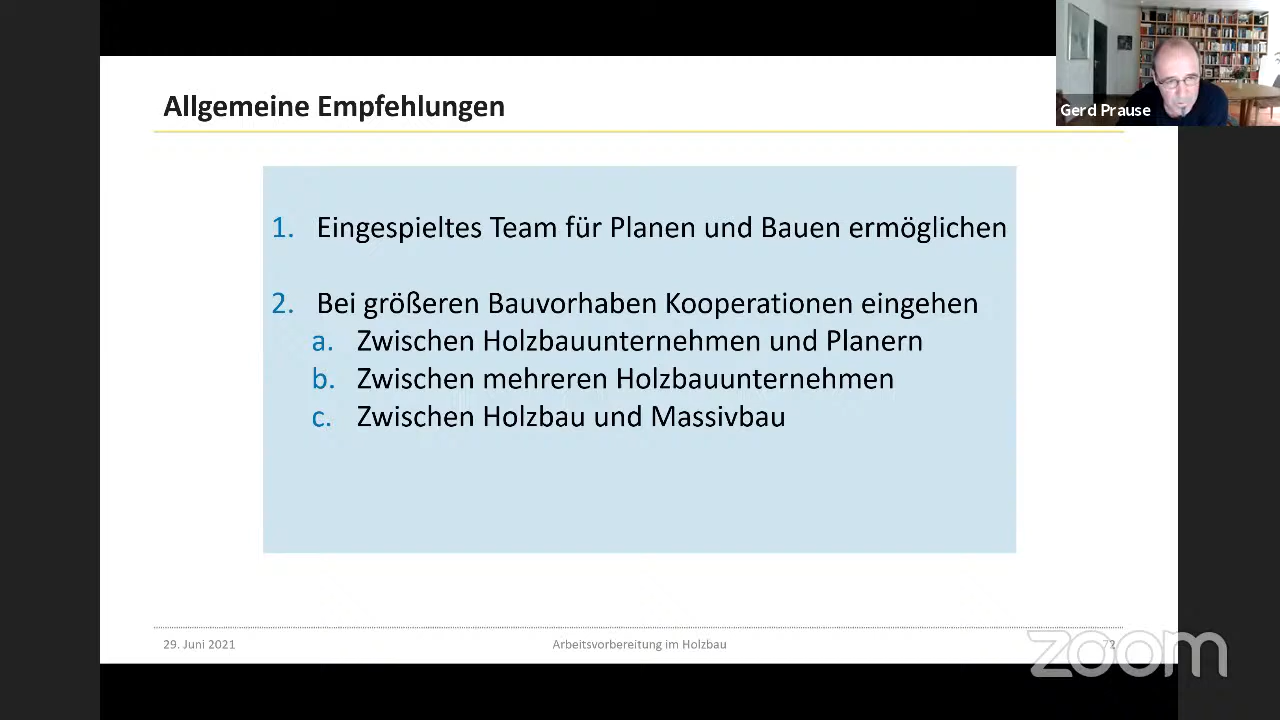 Allgemeine Empfehlungen
Gerd Prause
1. Eingespieltes Team für Planen und Bauen ermöglichen
2. Bei größeren Bauvorhaben Kooperationen eingehen
a. Zwischen Holzbauunternehmen und Planern
b. Zwischen mehreren Holzbauunternehmen
c. Zwischen Holzbau und Massivbau
29. Juni 2021
Arbeitsvorbereitung im Holzbau
72
zoom